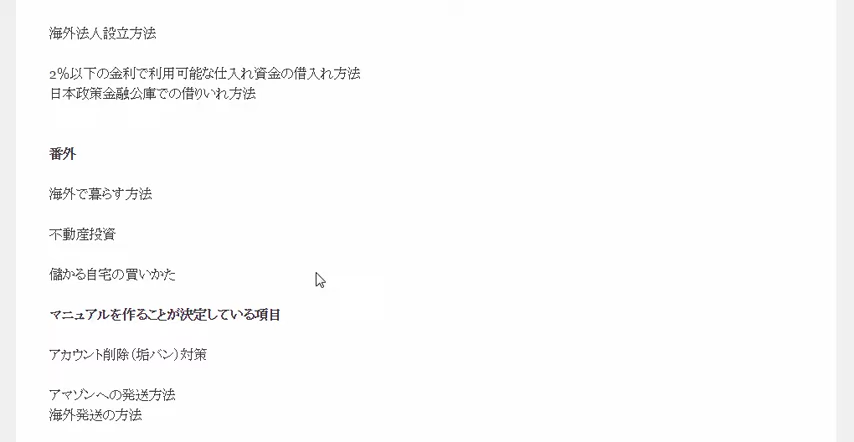 海外法人設立方法
2%以下の金利で利用可能な仕入れ資金の借入れ方法
日本政策金融公庫での借りいれ方法
番外
海外で暮らす方法
不動産投資
儲かる自宅の買いかた
マニュアルを作ることが決定している項目
アカウント削除(垢バン)対策
アマゾンへの発送方法
海外発送の方法